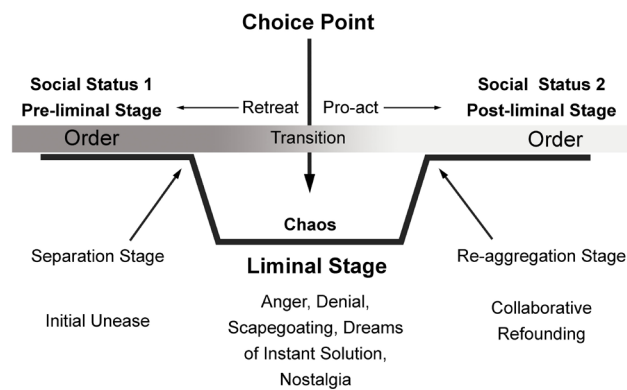 Choice Point
Social Status 1
Pre-liminal Stage
Retreat
Pro-act
Social Status 2
Post-liminal Stage
Order
Transition
Order
Chaos
Separation Stage
Liminal Stage
Re-aggregation Stage
Initial Unease
Anger, Denial,
Scapegoating, Dreams
of Instant Solution,
Nostalgia
Collaborative
Refounding